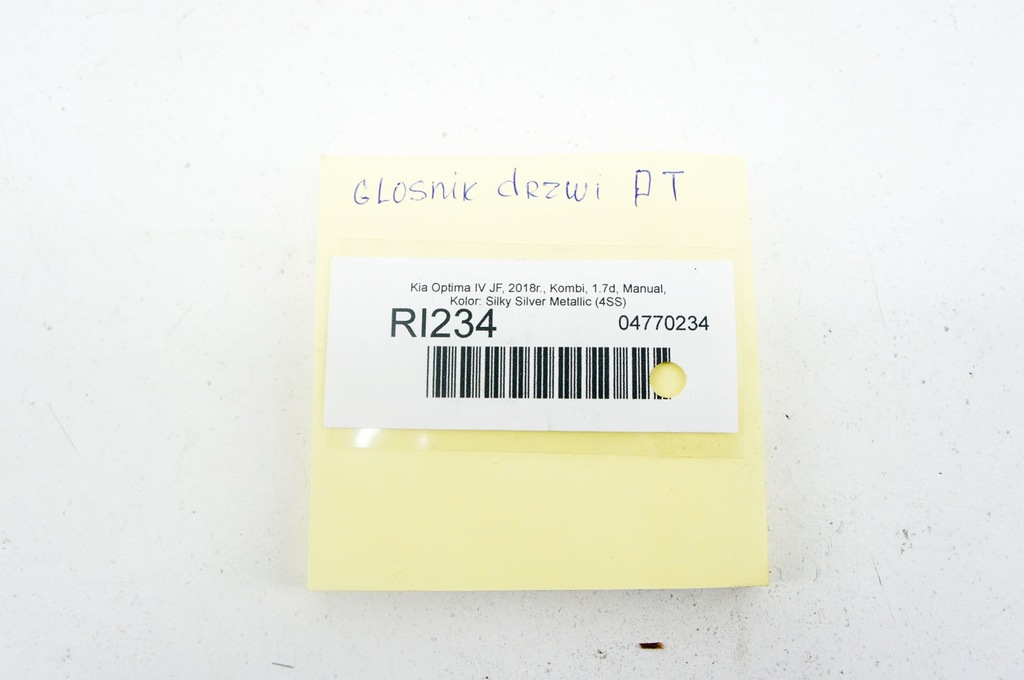 GLOSNIK drzwi PT
Kia Optima IV JF, 2018r., Kombi, 1.7d, Manual,
Kolor: Silky Silver Metallic (4SS)
RI234 04770234